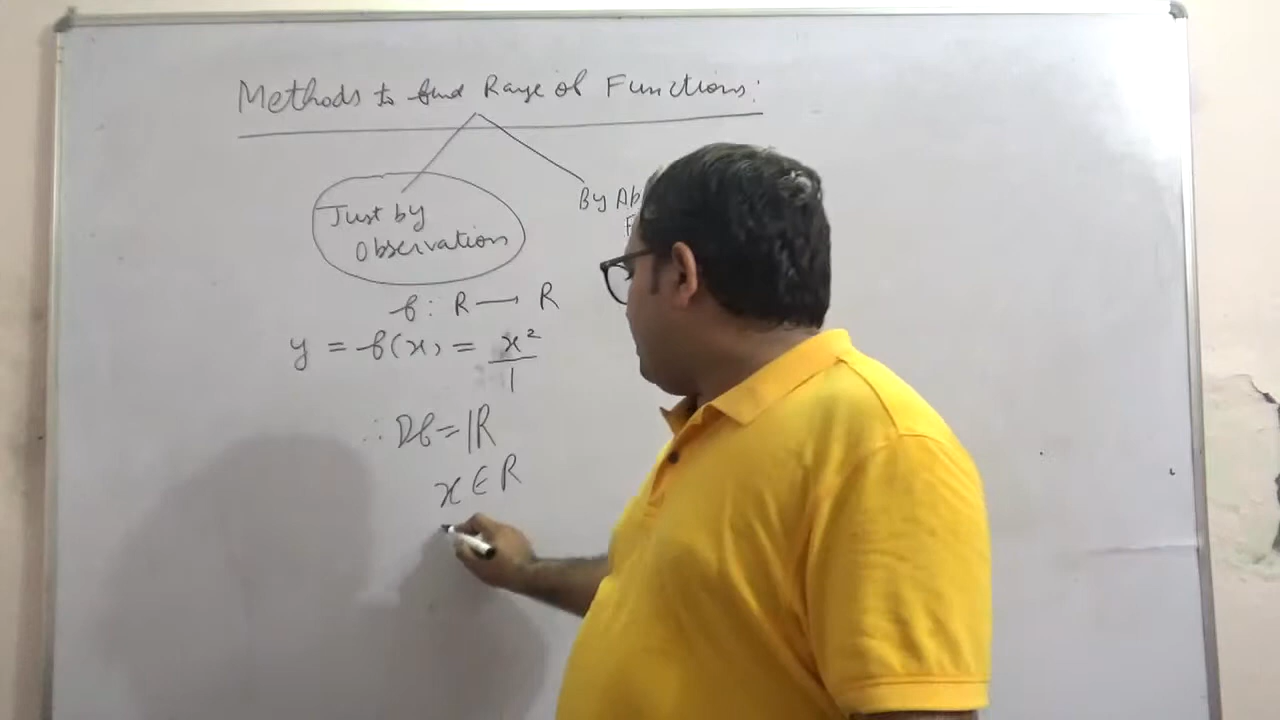 Methods to find Range of Functions:
Just by
Observation
By Ab
f: R → R
y = f(x) = x²/1
∴ Df = R
x ∈ R